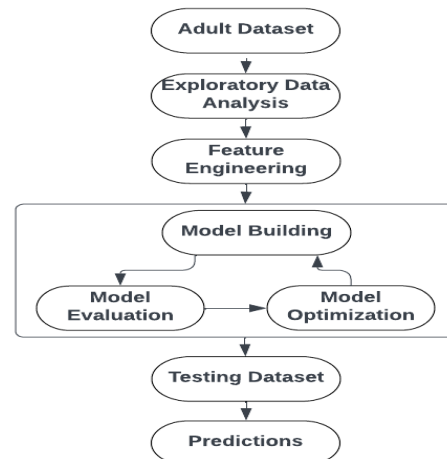 Adult Dataset
Exploratory Data
Analysis
Feature
Engineering
Model Building
Model
Evaluation
Model
Optimization
Testing Dataset
Predictions